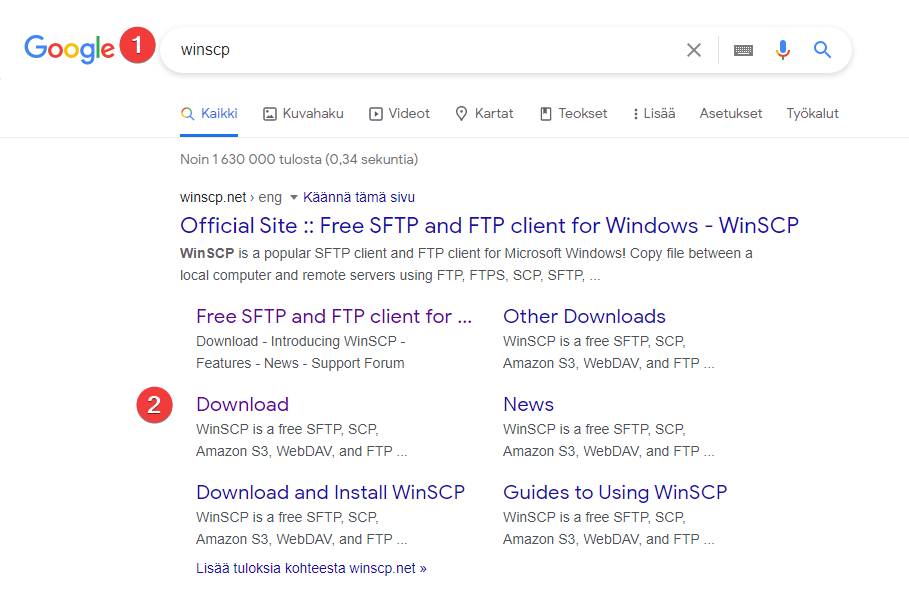 Google 1 winscp
Kaikki Kuvahaku Videot Kartat Teokset Lisää Asetukset Työkalut
Noin 1 630 000 tulosta (0,34 sekuntia)
winscp.net › eng ▾ Käännä tämä sivu
Official Site :: Free SFTP and FTP client for Windows - WinSCP
WinSCP is a popular SFTP client and FTP client for Microsoft Windows! Copy file between a
local computer and remote servers using FTP, FTPS, SCP, SFTP, ...
Free SFTP and FTP client for ...
Download - Introducing WinSCP -
Features - News - Support Forum
Other Downloads
WinSCP is a free SFTP, SCP,
Amazon S3, WebDAV, and FTP ...
2 Download
WinSCP is a free SFTP, SCP,
Amazon S3, WebDAV, and FTP ...
News
WinSCP is a free SFTP, SCP,
Amazon S3, WebDAV, and FTP ...
Download and Install WinSCP
WinSCP is a free SFTP, SCP,
Amazon S3, WebDAV, and FTP ...
Guides to Using WinSCP
WinSCP is a free SFTP, SCP,
Amazon S3, WebDAV, and FTP ...
Lisää tuloksia kohteesta winscp.net »